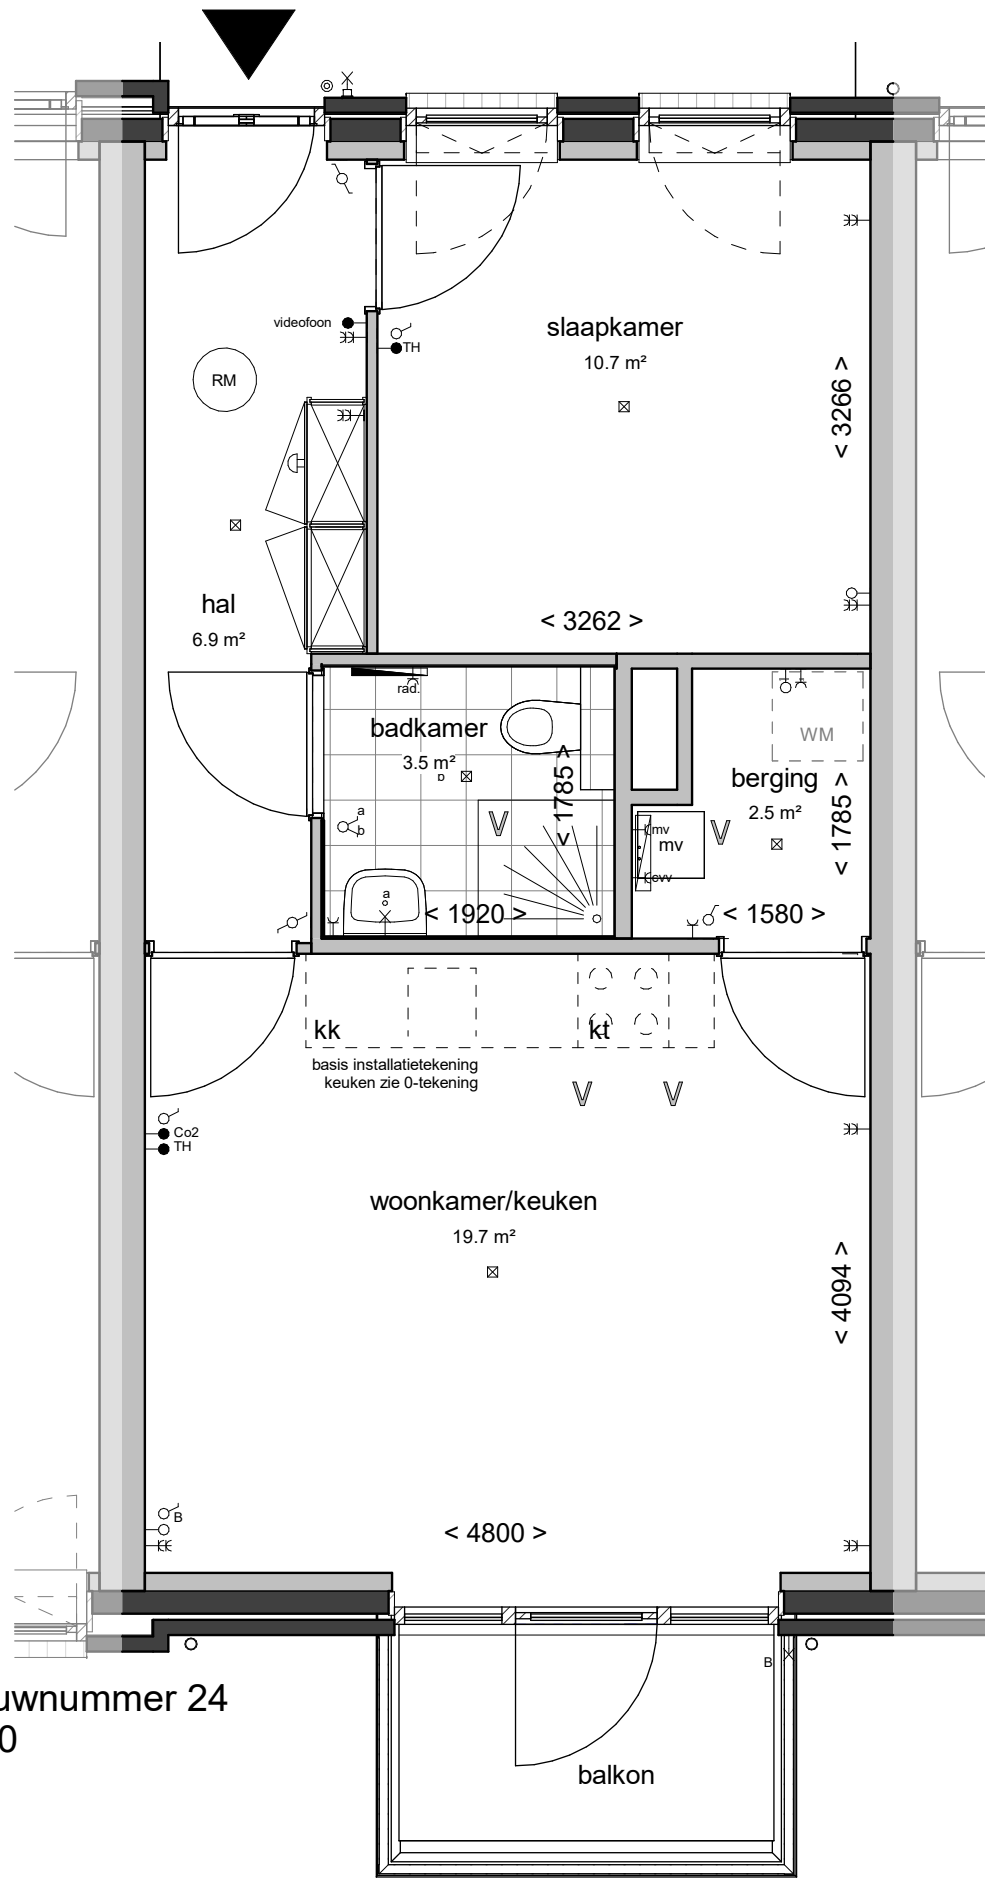 videofoon
TH
slaapkamer
10.7 m²
< 3266 >
RM
hal
6.9 m²
< 3262 >
rad.
badkamer
3.5 m²
< 1785 >
WM
berging
2.5 m²
< 1785 >
a
b
mv
mv
cvv
a
< 1920 >
< 1580 >
kk
kt
basis installatietekening
keuken zie 0-tekening
Co2
TH
woonkamer/keuken
19.7 m²
< 4094 >
B
< 4800 >
B
uwnummer 24
0
balkon